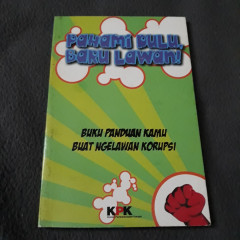 PAHAMI DULU,
BARU LAWAN!
BUKU PANDUAN KAMU
BUAT NGELAWAN KORUPSI
KPK